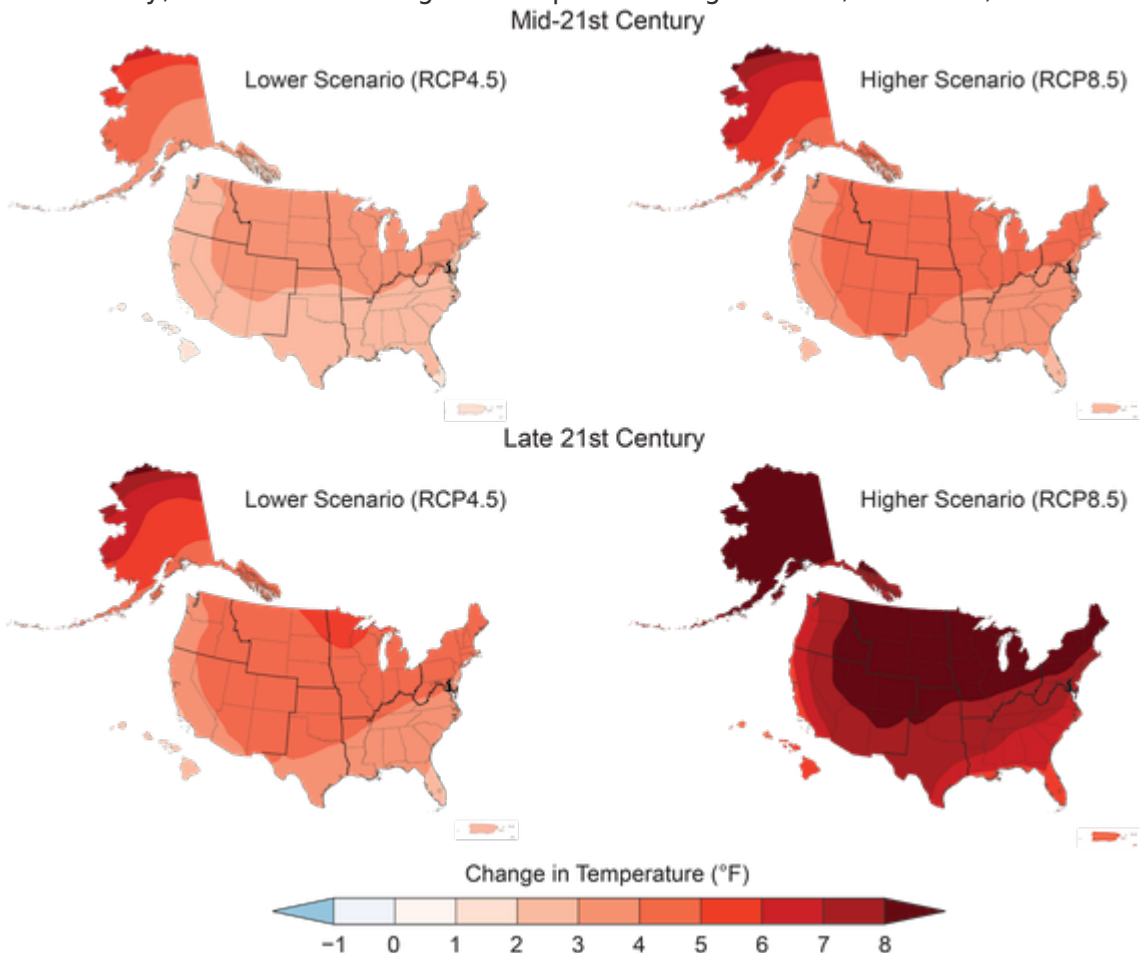 Mid-21st Century
Lower Scenario (RCP4.5)
Higher Scenario (RCP8.5)
Late 21st Century
Lower Scenario (RCP4.5)
Higher Scenario (RCP8.5)
Change in Temperature (°F)
−1 0 1 2 3 4 5 6 7 8